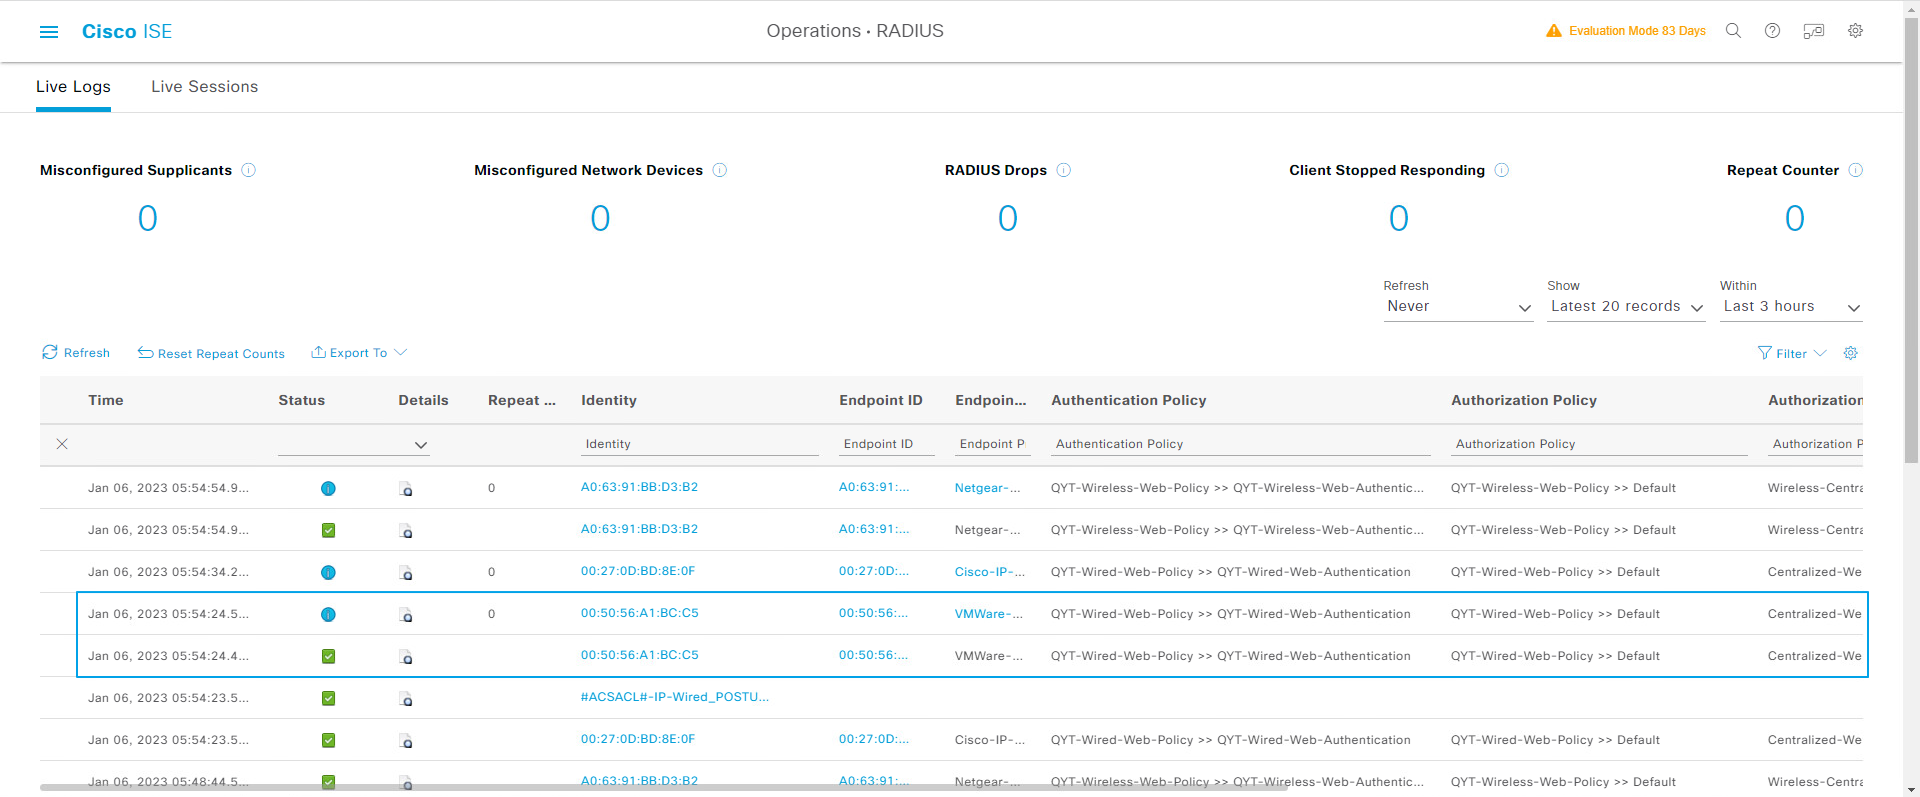 Cisco ISE
Operations · RADIUS
Evaluation Mode 83 Days
Live Logs Live Sessions
Misconfigured Supplicants Misconfigured Network Devices RADIUS Drops Client Stopped Responding Repeat Counter
0 0 0 0 0
Refresh Show Within
Never Latest 20 records Last 3 hours
Refresh Reset Repeat Counts Export To Filter
Time Status Details Repeat ... Identity Endpoint ID Endpoin... Authentication Policy Authorization Policy Authorization
Identity Endpoint ID Endpoint P Authentication Policy Authorization Policy Authorization P
Jan 06, 2023 05:54:54.9... 0 A0:63:91:BB:D3:B2 A0:63:91:... Netgear-... QYT-Wireless-Web-Policy >> QYT-Wireless-Web-Authentic... QYT-Wireless-Web-Policy >> Default Wireless-Centra
Jan 06, 2023 05:54:54.9... A0:63:91:BB:D3:B2 A0:63:91:... Netgear-... QYT-Wireless-Web-Policy >> QYT-Wireless-Web-Authentic... QYT-Wireless-Web-Policy >> Default Wireless-Centra
Jan 06, 2023 05:54:34.2... 0 00:27:0D:BD:8E:0F 00:27:0D:... Cisco-IP-... QYT-Wired-Web-Policy >> QYT-Wired-Web-Authentication QYT-Wired-Web-Policy >> Default Centralized-We
Jan 06, 2023 05:54:24.5... 0 00:50:56:A1:BC:C5 00:50:56:... VMWare-... QYT-Wired-Web-Policy >> QYT-Wired-Web-Authentication QYT-Wired-Web-Policy >> Default Centralized-We
Jan 06, 2023 05:54:24.4... 00:50:56:A1:BC:C5 00:50:56:... VMWare-... QYT-Wired-Web-Policy >> QYT-Wired-Web-Authentication QYT-Wired-Web-Policy >> Default Centralized-We
Jan 06, 2023 05:54:23.5... #ACSACL#-IP-Wired_POSTU...
Jan 06, 2023 05:54:23.5... 00:27:0D:BD:8E:0F 00:27:0D:... Cisco-IP-... QYT-Wired-Web-Policy >> QYT-Wired-Web-Authentication QYT-Wired-Web-Policy >> Default Centralized-We
Jan 06, 2023 05:48:44.5... A0:63:91:BB:D3:B2 A0:63:91:... Netgear-... QYT-Wireless-Web-Policy >> QYT-Wireless-Web-Authentic... QYT-Wireless-Web-Policy >> Default Wireless-Centra